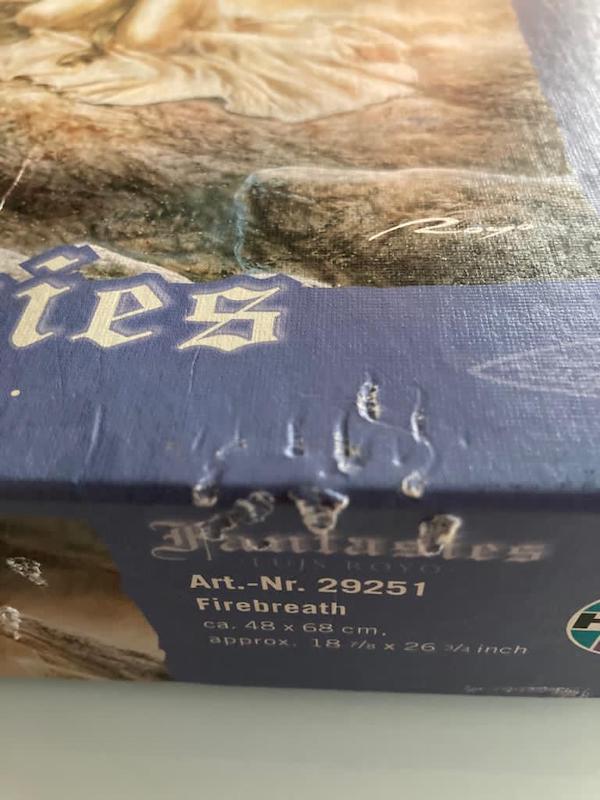 Royo
ies
Fantasies
LUIS ROYO
Art.-Nr. 29251
Firebreath
ca. 48 x 68 cm.
approx. 18 7/8 x 26 3/4 inch
H